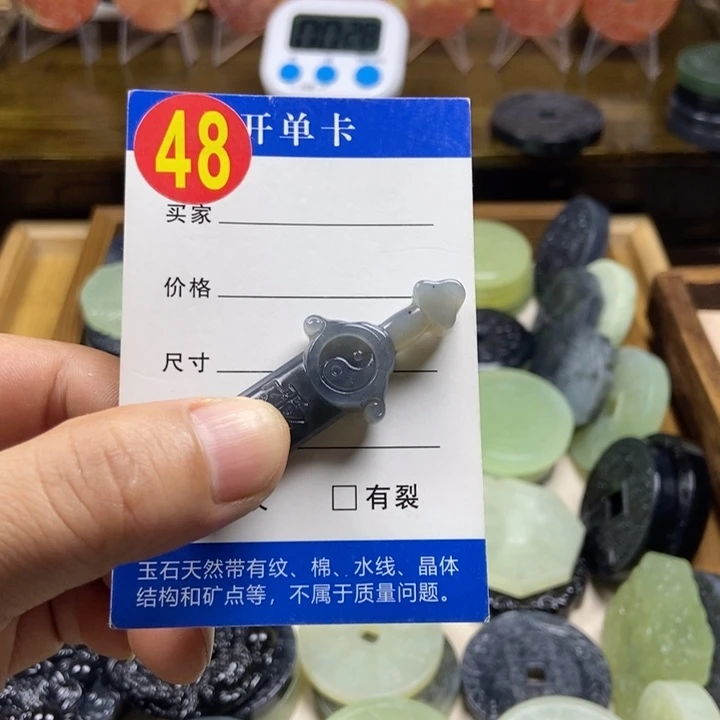 48
开单卡
买家
价格
尺寸
□有裂
玉石天然带有纹、棉、水线、晶体
结构和矿点等，不属于质量问题。